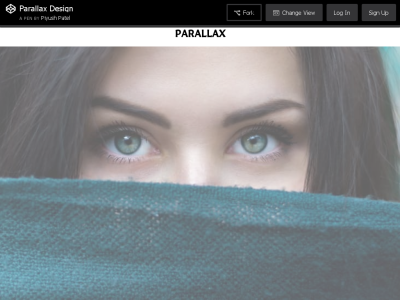 Parallax Design
A PEN BY Piyush Patel
Fork
Change View
Log In
Sign Up
PARALLAX